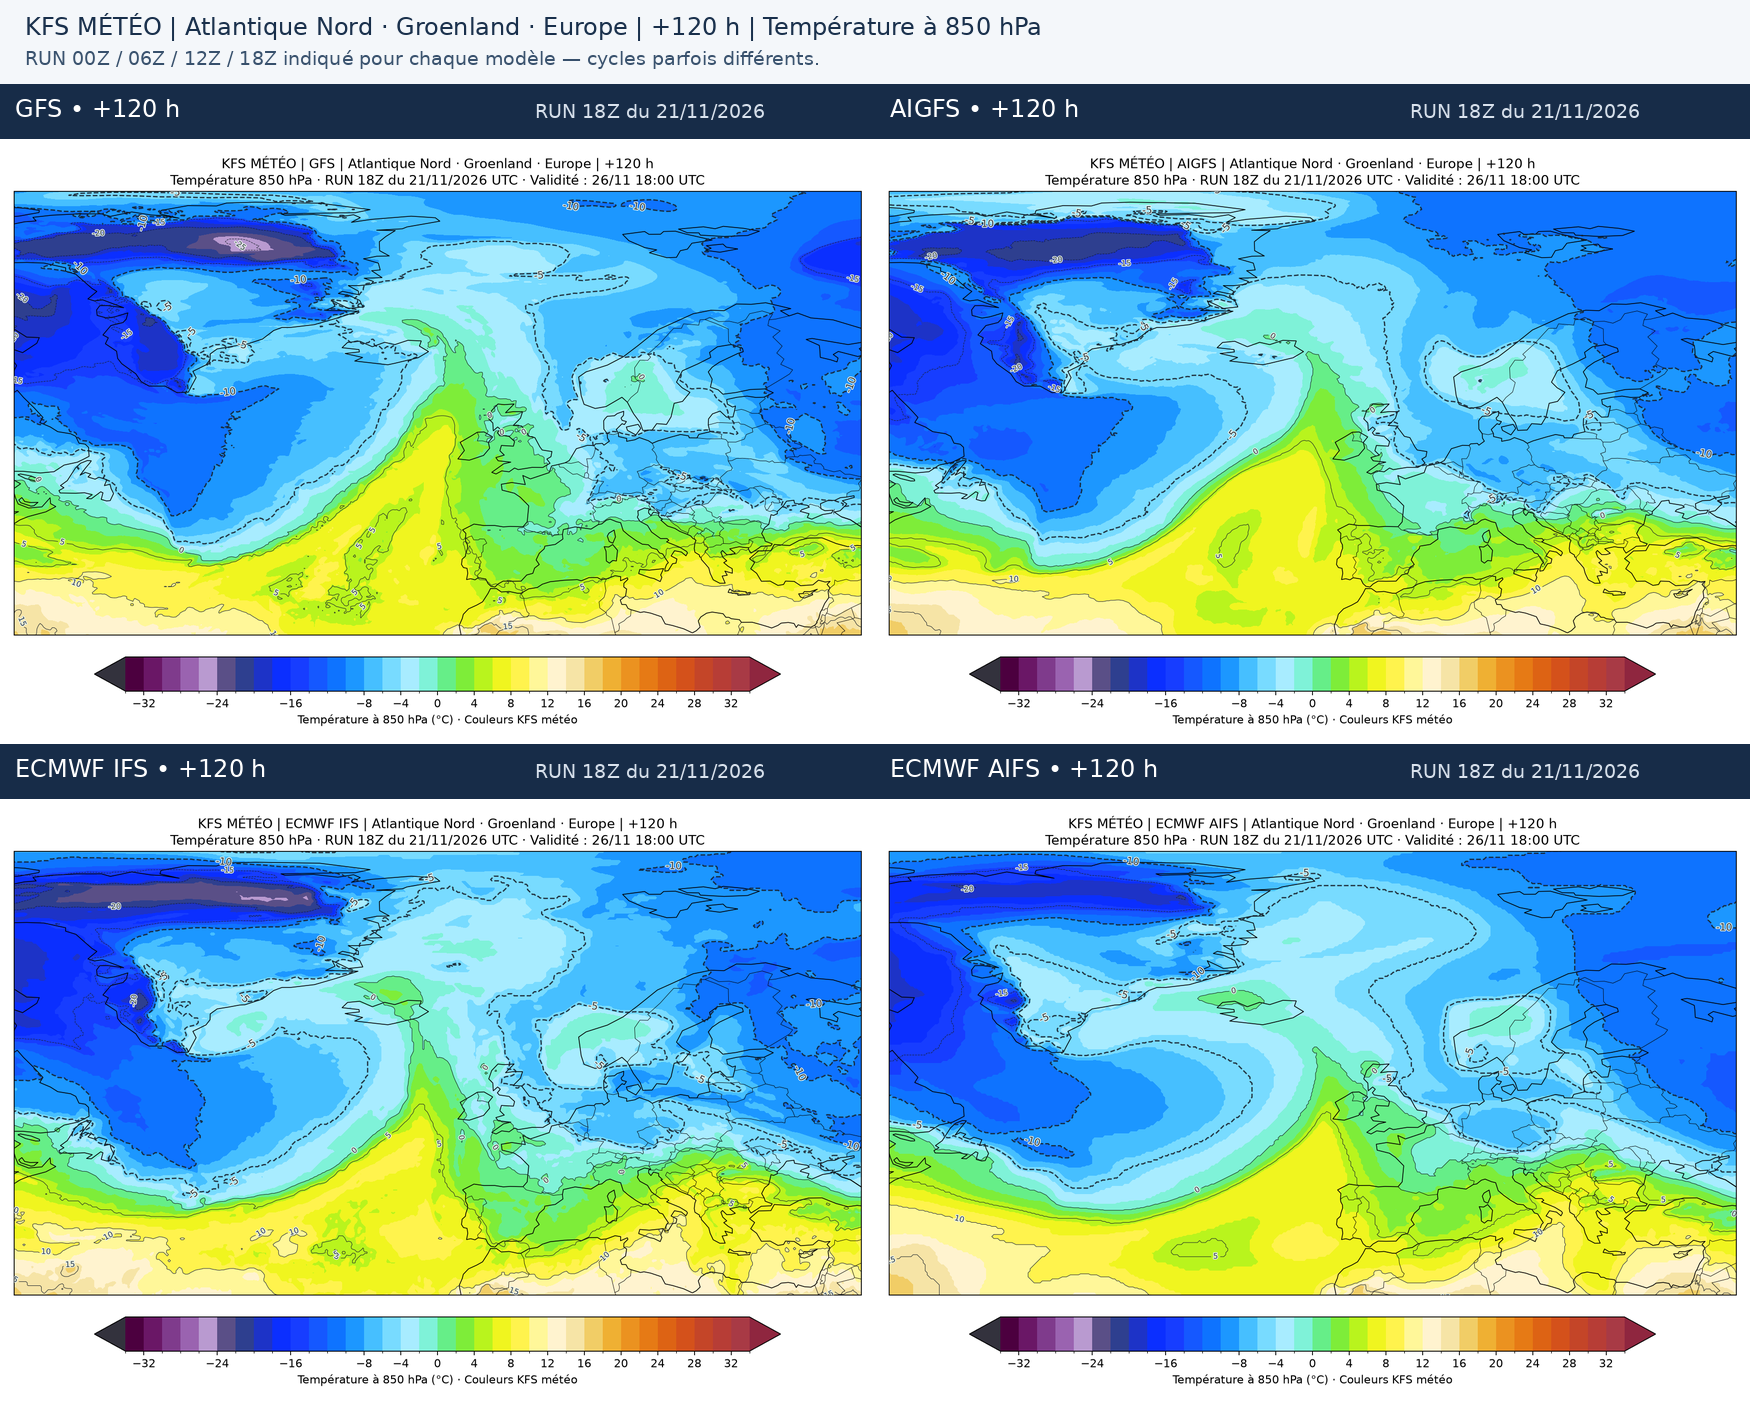 KFS MÉTÉO | Atlantique Nord · Groenland · Europe | +120 h | Température à 850 hPa
RUN 00Z / 06Z / 12Z / 18Z indiqué pour chaque modèle — cycles parfois différents.
GFS • +120 h
RUN 18Z du 21/11/2026
AIGFS • +120 h
RUN 18Z du 21/11/2026
KFS MÉTÉO | GFS | Atlantique Nord · Groenland · Europe | +120 h
Température 850 hPa · RUN 18Z du 21/11/2026 UTC · Validité : 26/11 18:00 UTC
KFS MÉTÉO | AIGFS | Atlantique Nord · Groenland · Europe | +120 h
Température 850 hPa · RUN 18Z du 21/11/2026 UTC · Validité : 26/11 18:00 UTC
−32 −24 −16 −8 −4 0 4 8 12 16 20 24 28 32
Température à 850 hPa (°C) · Couleurs KFS météo
−32 −24 −16 −8 −4 0 4 8 12 16 20 24 28 32
Température à 850 hPa (°C) · Couleurs KFS météo
ECMWF IFS • +120 h
RUN 18Z du 21/11/2026
ECMWF AIFS • +120 h
RUN 18Z du 21/11/2026
KFS MÉTÉO | ECMWF IFS | Atlantique Nord · Groenland · Europe | +120 h
Température 850 hPa · RUN 18Z du 21/11/2026 UTC · Validité : 26/11 18:00 UTC
KFS MÉTÉO | ECMWF AIFS | Atlantique Nord · Groenland · Europe | +120 h
Température 850 hPa · RUN 18Z du 21/11/2026 UTC · Validité : 26/11 18:00 UTC
−32 −24 −16 −8 −4 0 4 8 12 16 20 24 28 32
Température à 850 hPa (°C) · Couleurs KFS météo
−32 −24 −16 −8 −4 0 4 8 12 16 20 24 28 32
Température à 850 hPa (°C) · Couleurs KFS météo